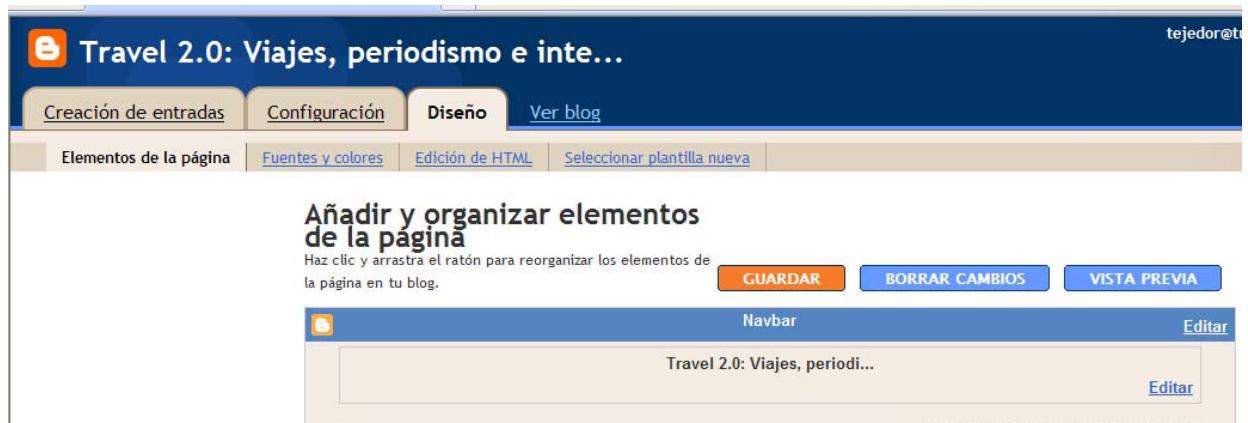 Travel 2.0: Viajes, periodismo e inte...
tejedor@tu
Creación de entradas Configuración Diseño Ver blog
Elementos de la página Fuentes y colores Edición de HTML Seleccionar plantilla nueva
Añadir y organizar elementos
de la página
Haz clic y arrastra el ratón para reorganizar los elementos de
la página en tu blog.
GUARDAR BORRAR CAMBIOS VISTA PREVIA
Navbar Editar
Travel 2.0: Viajes, periodi...
Editar